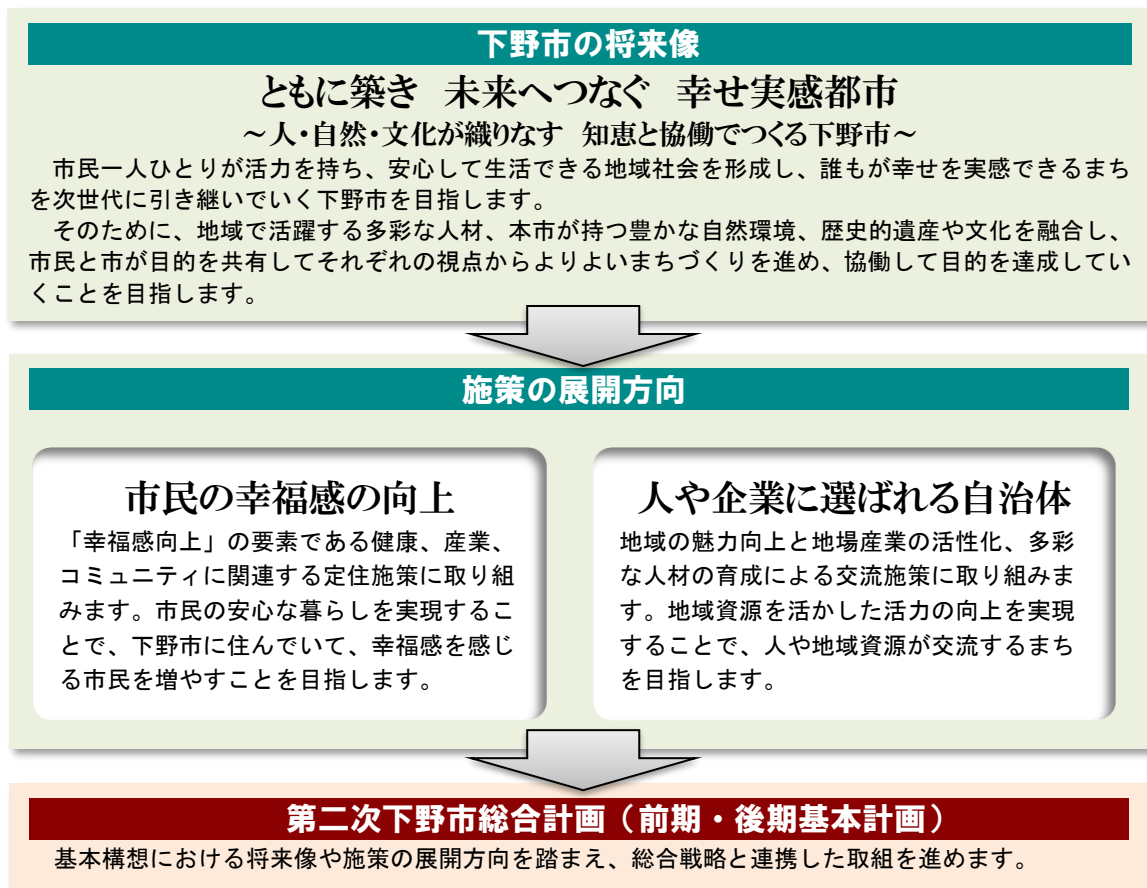 下野市の将来像
ともに築き 未来へつなぐ 幸せ実感都市
～人・自然・文化が織りなす 知恵と協働でつくる下野市～
市民一人ひとりが活力を持ち、安心して生活できる地域社会を形成し、誰もが幸せを実感できるまち
を次世代に引き継いでいく下野市を目指します。
そのために、地域で活躍する多彩な人材、本市が持つ豊かな自然環境、歴史的遺産や文化を融合し、
市民と市が目的を共有してそれぞれの視点からよりよいまちづくりを進め、協働して目的を達成してい
くことを目指します。
施策の展開方向
市民の幸福感の向上
「幸福感向上」の要素である健康、産業、
コミュニティに関連する定住施策に取り組
みます。市民の安心な暮らしを実現するこ
とで、下野市に住んでいて、幸福感を感じ
る市民を増やすことを目指します。
人や企業に選ばれる自治体
地域の魅力向上と地場産業の活性化、多彩
な人材の育成による交流施策に取り組みま
す。地域資源を活かした活力の向上を実現
することで、人や地域資源が交流するまち
を目指します。
第二次下野市総合計画（前期・後期基本計画）
基本構想における将来像や施策の展開方向を踏まえ、総合戦略と連携した取組を進めます。